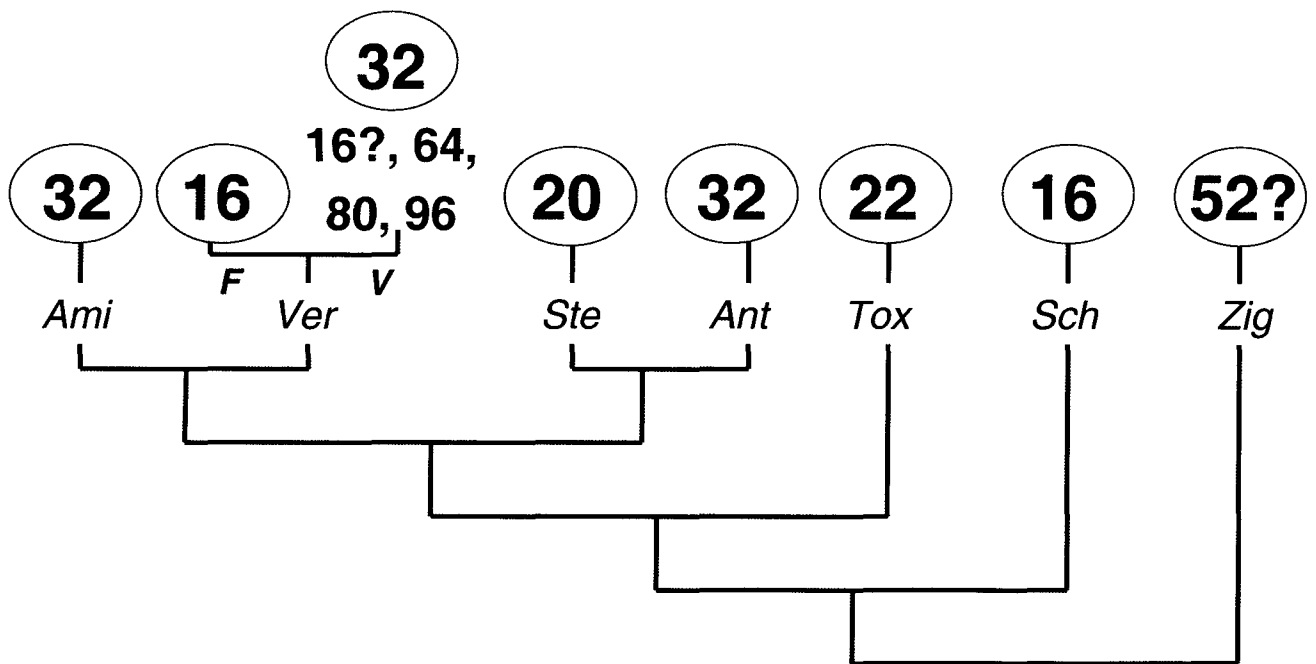 32
16?, 64,
80, 96
32 16 20 32 22 16 52?
F V
Ami Ver Ste Ant Tox Sch Zig